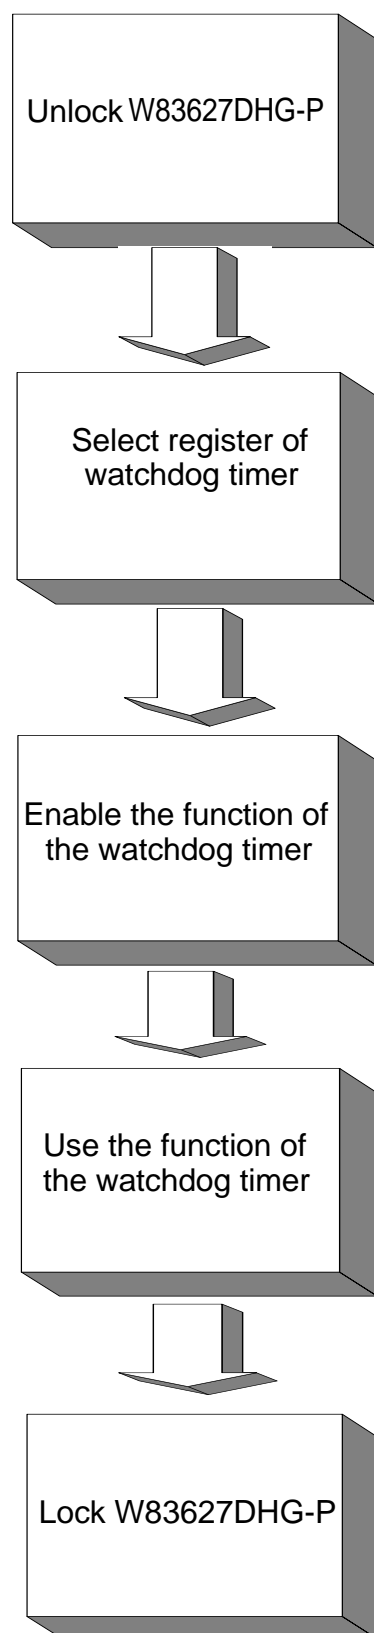 Unlock W83627DHG-P
Select register of
watchdog timer
Enable the function of
the watchdog timer
Use the function of
the watchdog timer
Lock W83627DHG-P